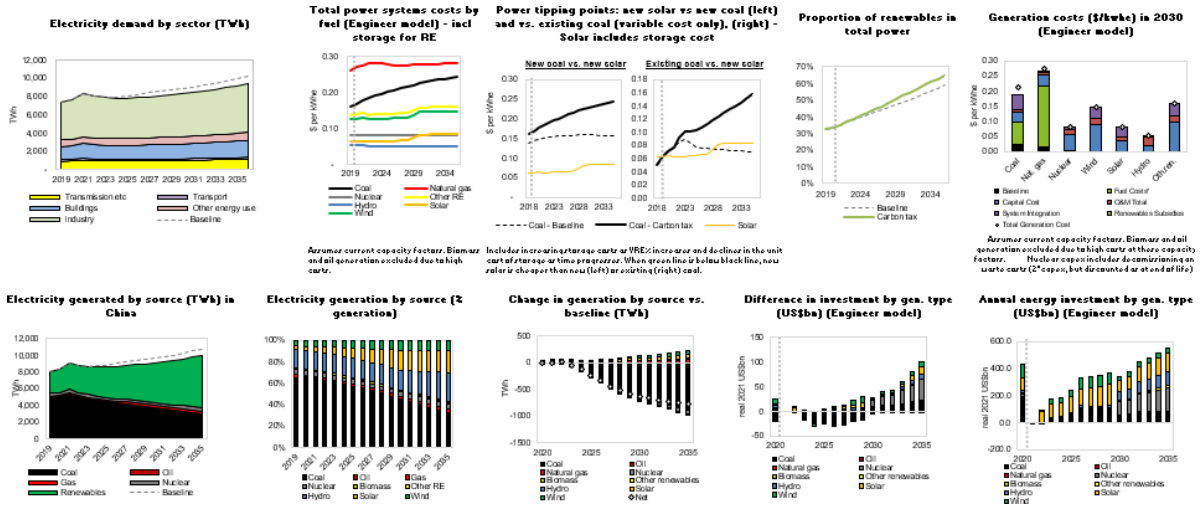 Electricity demand by sector (TWh)
12,000
10,000
8,000
6,000
4,000
2,000
-
TWh
2019 2021 2023 2025 2027 2029 2031 2033 2035
Transmission etc
Transport
Buildings
Other energy use
Industry
Baseline
Total power systems costs by
fuel (Engineer model) - incl
storage for RE
$ per kWhe
0.30
0.20
0.10
-
2019 2024 2029 2034
Coal
Natural gas
Nuclear
Other RE
Hydro
Solar
Wind
Assumes current capacity factors. Biomass
and oil generation excluded due to high
costs.
Power tipping points: new solar vs new coal (left)
and vs. existing coal (variable cost only), (right) -
Solar includes storage cost
New coal vs. new solar
$ per kWhe
0.30
0.25
0.20
0.15
0.10
0.05
0.00
2018 2023 2028 2033
Existing coal vs. new solar
0.18
0.16
0.14
0.12
0.10
0.08
0.06
0.04
0.02
0.00
2018 2023 2028 2033
Coal - Baseline
Coal - Carbon tax
Solar
Includes increasing storage costs as VRE% increases and declines in the unit
cost of storage as time progresses. When green line is below black line, new
solar is cheaper than new (left) or existing (right) coal.
Proportion of renewables in
total power
70%
60%
50%
40%
30%
20%
10%
0%
2019 2024 2029 2034
Baseline
Carbon tax
Generation costs ($/kwhe) in 2030
(Engineer model)
$ per kWhe
0.30
0.25
0.20
0.15
0.10
0.05
0.00
Coal
Nat. gas
Nuclear
Wind
Solar
Hydro
Oth.ren.
Baseline
Fuel Costs*
Capital Cost
O&M Total
System Integration
Renewables Subsidies
Total Generation Cost
Assumes current capacity factors. Biomass and oil
generation excluded due to high costs at these capacity
factors. Nuclear capex includes decomissioning an
waste costs (2* capex, but discounted as at end of life)
Electricity generated by source (TWh) in
China
12,000
10,000
8,000
6,000
4,000
2,000
0
TWh
2019 2021 2023 2025 2027 2029 2031 2033 2035
Coal
Oil
Gas
Nuclear
Renewables
Baseline
Electricity generation by source (%
generation)
100%
80%
60%
40%
20%
0%
2019 2021 2023 2025 2027 2029 2031 2033 2035
Coal
Oil
Gas
Nuclear
Biomass
Other RE
Hydro
Solar
Wind
Change in generation by source vs.
baseline (TWh)
500
0
-500
-1000
-1500
TWh
2020 2025 2030 2035
Coal
Oil
Natural gas
Nuclear
Biomass
Other renewables
Hydro
Solar
Wind
Net
Difference in investment by gen. type
(US$bn) (Engineer model)
real 2021 US$bn
150
100
50
0
-50
2020 2025 2030 2035
Coal
Oil
Natural gas
Nuclear
Biomass
Other renewables
Hydro
Solar
Wind
Annual energy investment by gen. type
(US$bn) (Engineer model)
real 2021 US$bn
600.0
400.0
200.0
0.0
-200.0
2020 2025 2030 2035
Coal
Oil
Natural gas
Nuclear
Biomass
Other renewables
Hydro
Solar
Wind